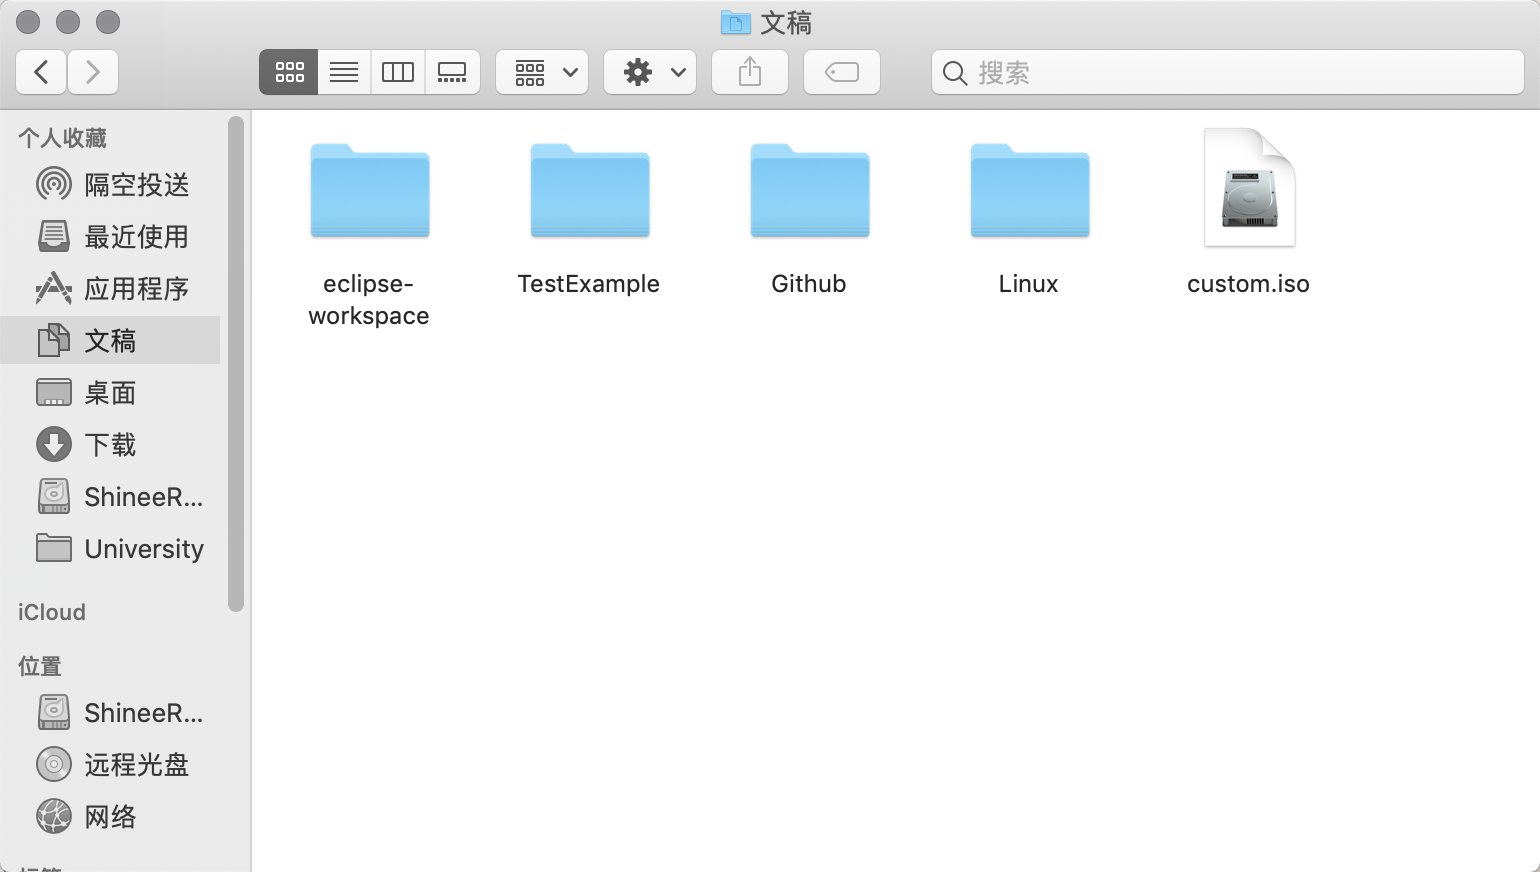 文稿
搜索
个人收藏
隔空投送
最近使用
应用程序
文稿
桌面
下载
ShineeR...
University
iCloud
位置
ShineeR...
远程光盘
网络
eclipse-
workspace
TestExample
Github
Linux
custom.iso